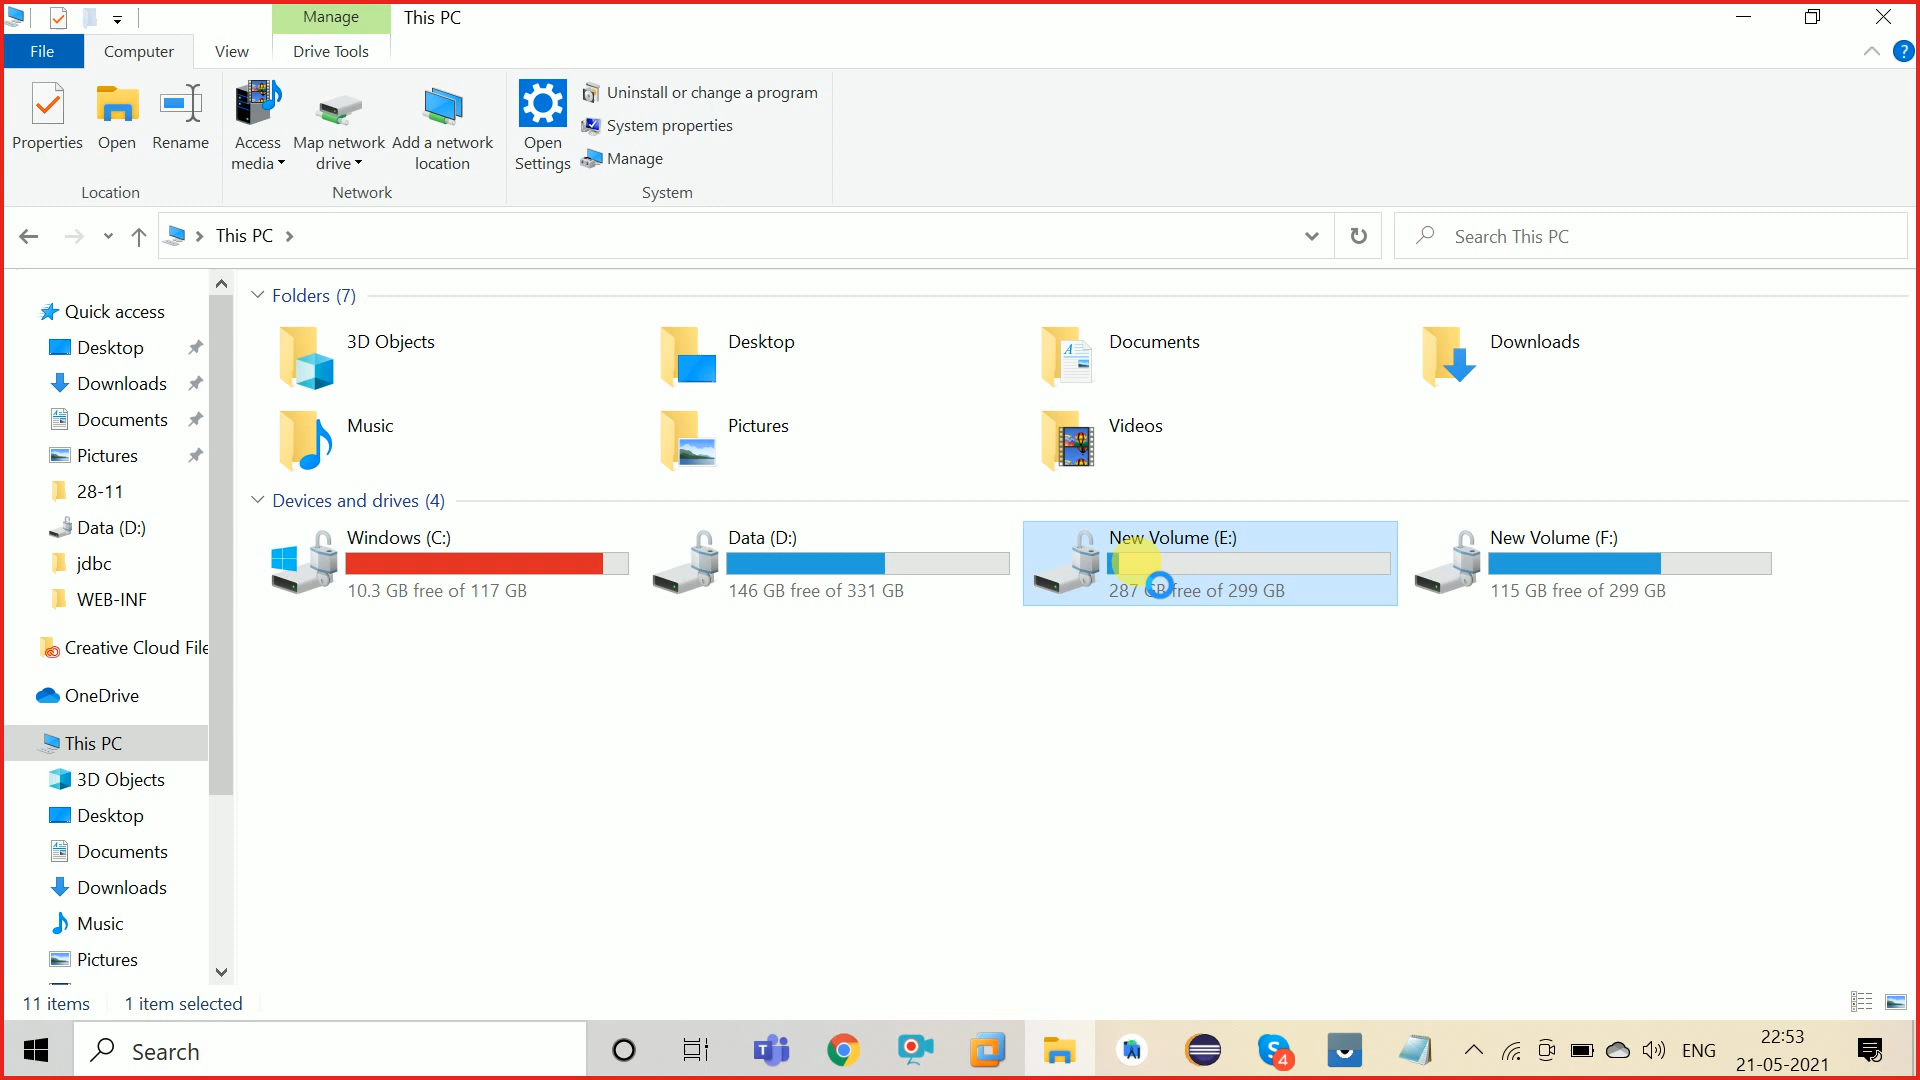 Manage
This PC
File
Computer
View
Drive Tools
Properties
Open
Rename
Access media
Map network drive
Add a network location
Open Settings
Uninstall or change a program
System properties
Manage
Location
Network
System
This PC
Search This PC
Quick access
Desktop
Downloads
Documents
Pictures
28-11
Data (D:)
jdbc
WEB-INF
Creative Cloud File
OneDrive
This PC
3D Objects
Desktop
Documents
Downloads
Music
Pictures
Folders (7)
3D Objects
Desktop
Documents
Downloads
Music
Pictures
Videos
Devices and drives (4)
Windows (C:)
10.3 GB free of 117 GB
Data (D:)
146 GB free of 331 GB
New Volume (E:)
287 GB free of 299 GB
New Volume (F:)
115 GB free of 299 GB
11 items
1 item selected
Search
4
ENG
22:53
21-05-2021